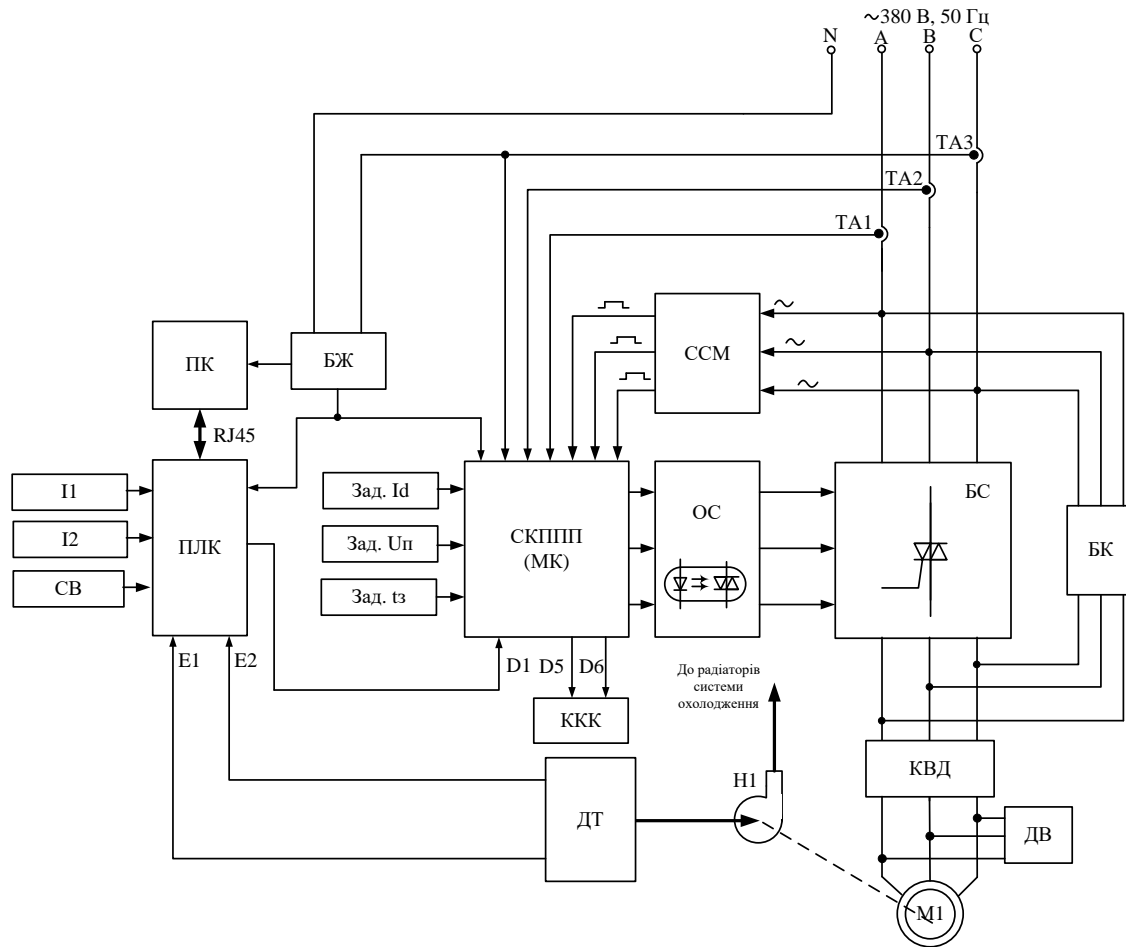 ~380 В, 50 Гц
N
A
B
C
TA3
TA2
TA1
ССМ
ПК
БЖ
RJ45
I1
I2
СВ
ПЛК
Зад. Id
Зад. Uп
Зад. tз
СКППП
(МК)
ОС
БС
БК
E1
E2
D1
D5
D6
ККК
До радіаторів
системи
охолодження
КВД
Н1
ДТ
ДВ
М1